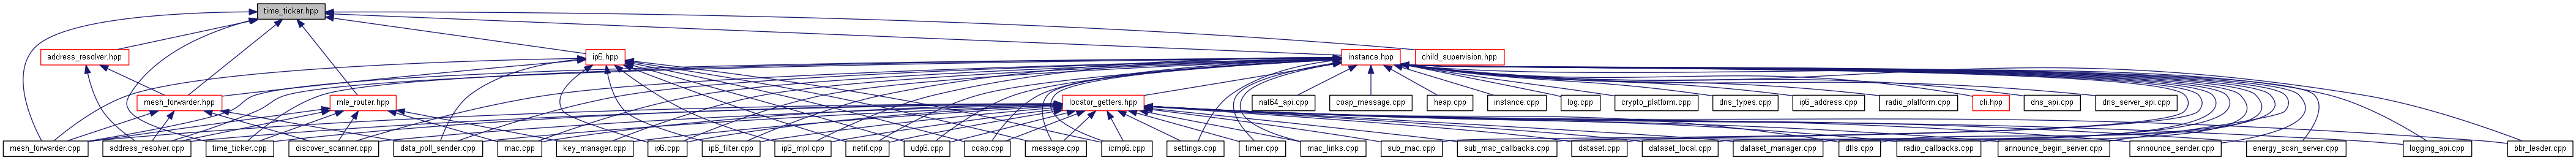 time_ticker.hpp
address_resolver.hpp
ip6.hpp
instance.hpp
child_supervision.hpp
mesh_forwarder.hpp
mle_router.hpp
locator_getters.hpp
nat64_api.cpp
coap_message.cpp
heap.cpp
instance.cpp
log.cpp
crypto_platform.cpp
dns_types.cpp
ip6_address.cpp
radio_platform.cpp
cli.hpp
dns_api.cpp
dns_server_api.cpp
mesh_forwarder.cpp
address_resolver.cpp
time_ticker.cpp
discover_scanner.cpp
data_poll_sender.cpp
mac.cpp
key_manager.cpp
ip6.cpp
ip6_filter.cpp
ip6_mpl.cpp
netif.cpp
udp6.cpp
coap.cpp
message.cpp
icmp6.cpp
settings.cpp
timer.cpp
mac_links.cpp
sub_mac.cpp
sub_mac_callbacks.cpp
dataset.cpp
dataset_local.cpp
dataset_manager.cpp
dtls.cpp
radio_callbacks.cpp
announce_begin_server.cpp
announce_sender.cpp
energy_scan_server.cpp
logging_api.cpp
bbr_leader.cpp